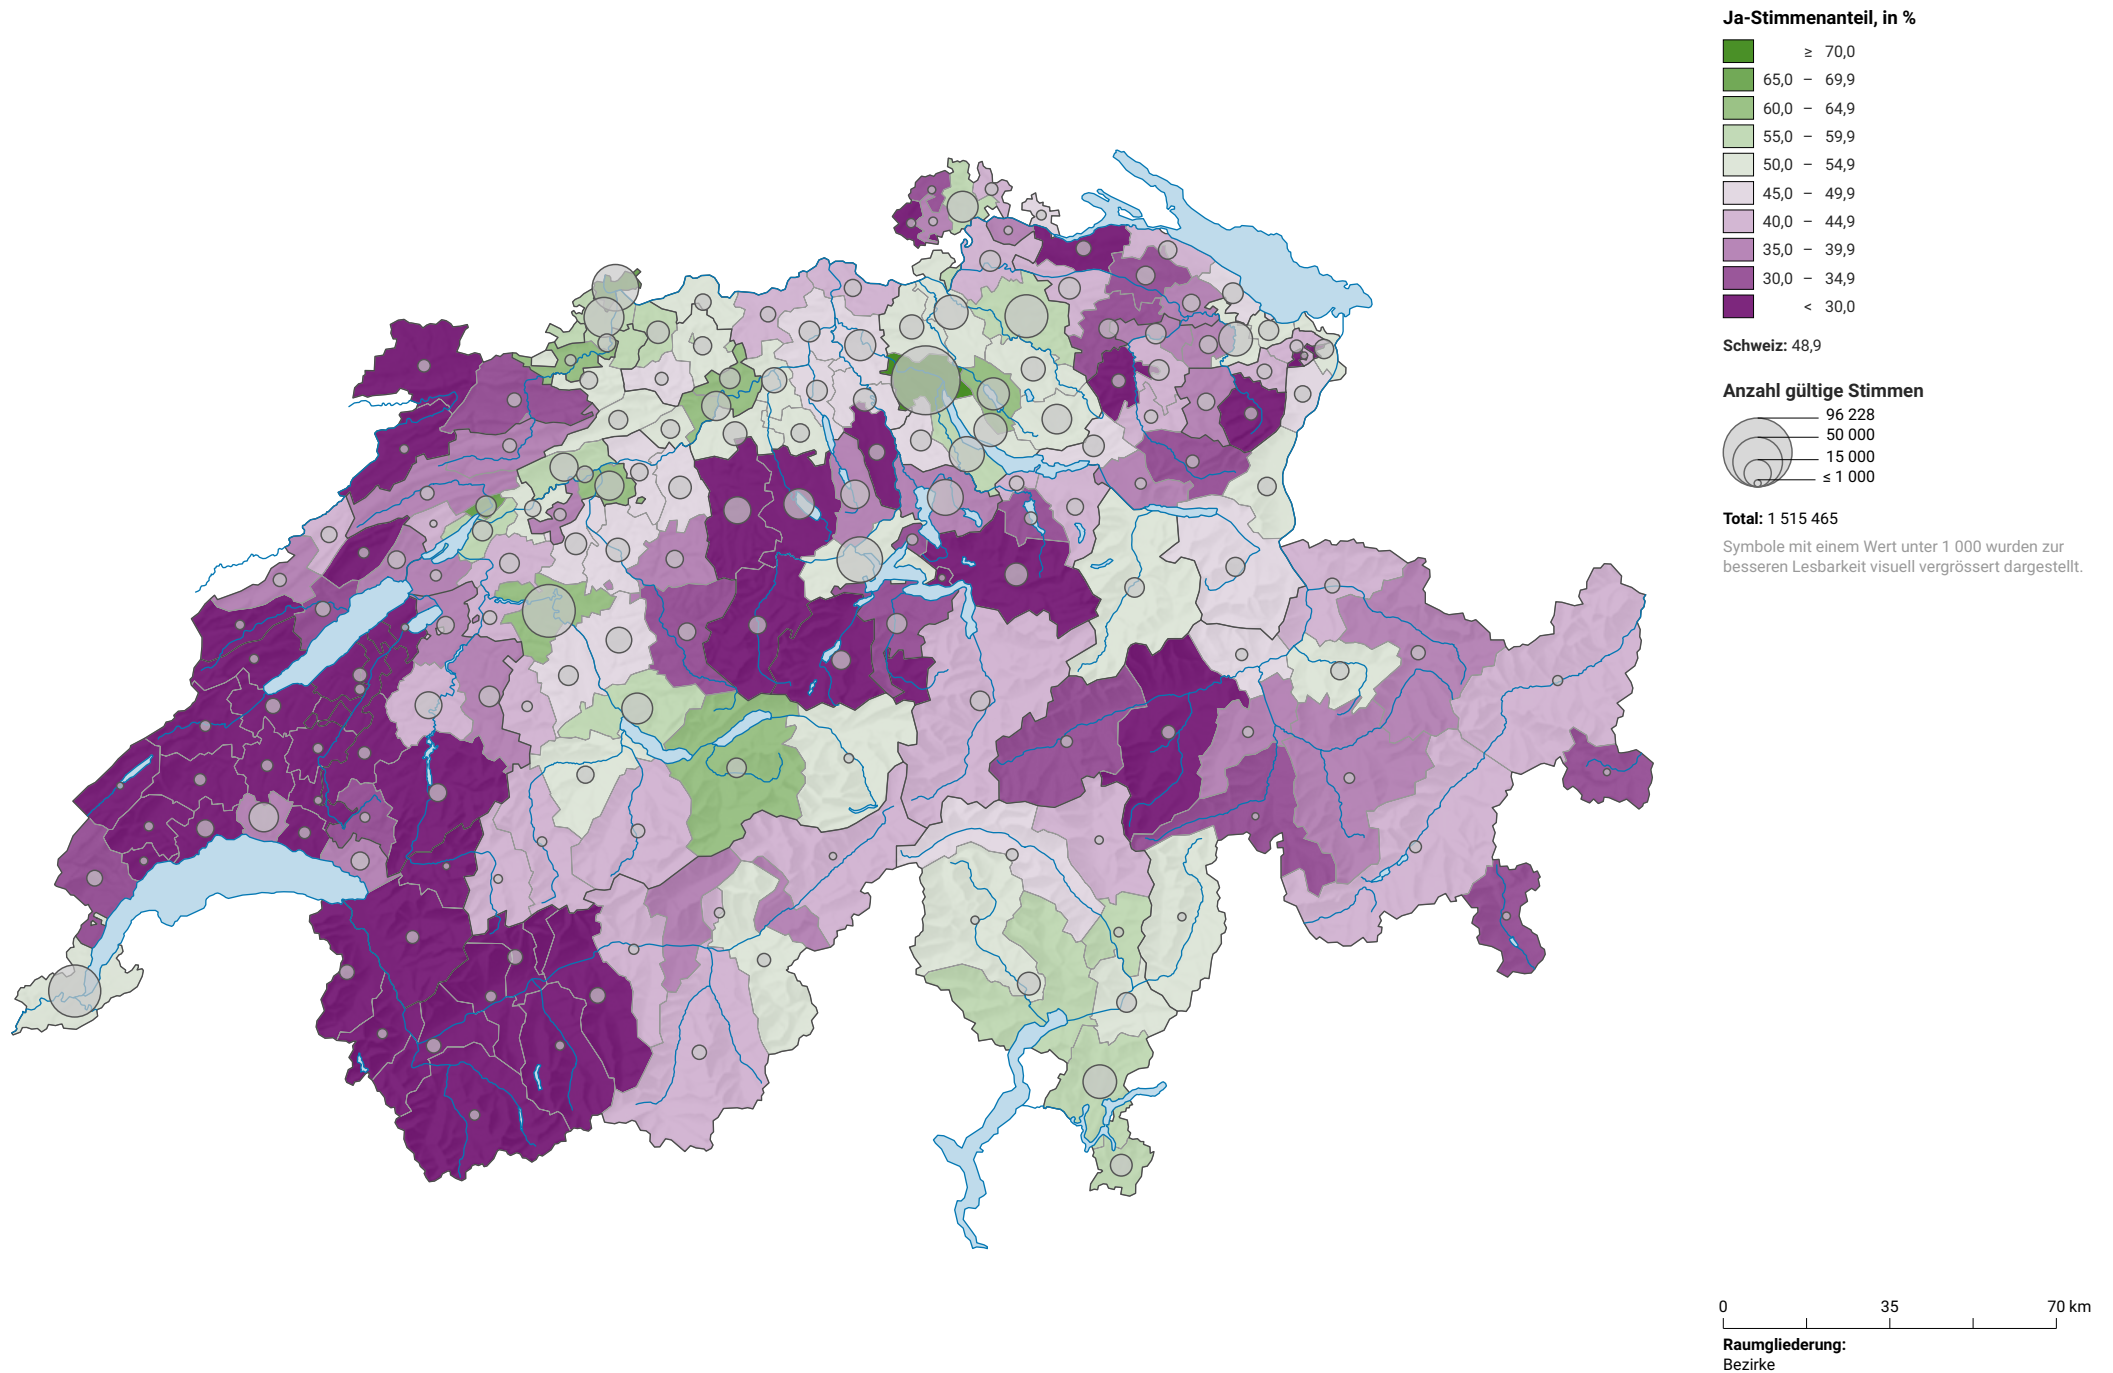 Ja-Stimmenanteil, in %
≥ 70,0
65,0 – 69,9
60,0 – 64,9
55,0 – 59,9
50,0 – 54,9
45,0 – 49,9
40,0 – 44,9
35,0 – 39,9
30,0 – 34,9
< 30,0
Schweiz: 48,9
Anzahl gültige Stimmen
96 228
50 000
15 000
≤ 1 000
Total: 1 515 465
Symbole mit einem Wert unter 1 000 wurden zur
besseren Lesbarkeit visuell vergrössert dargestellt.
0 35 70 km
Raumgliederung:
Bezirke